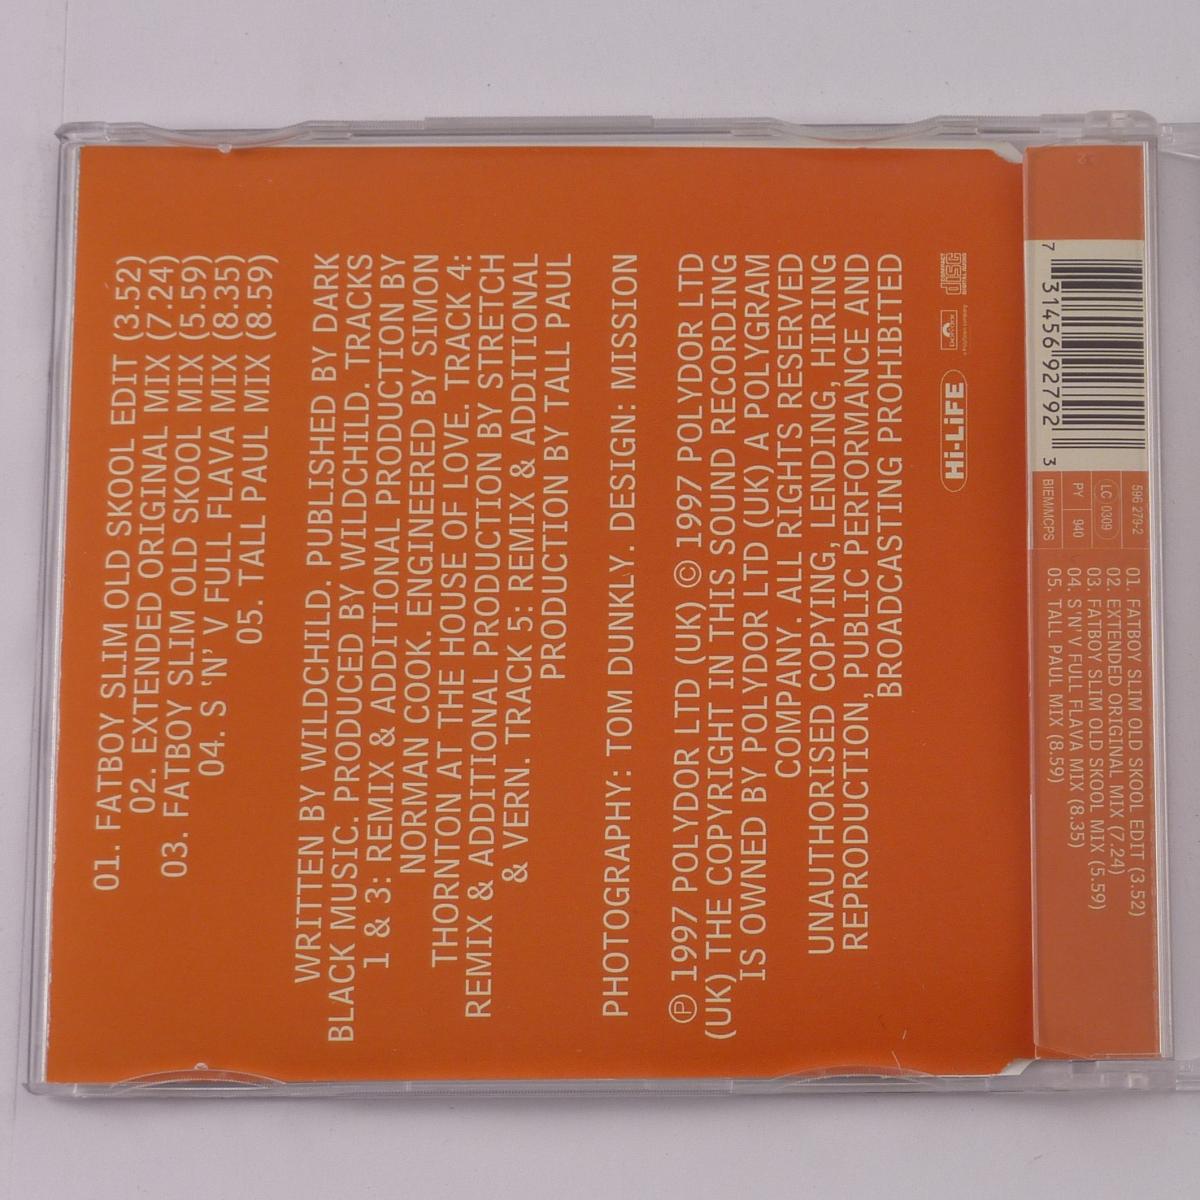 01. FATBOY SLIM OLD SKOOL EDIT (3.52)
02. EXTENDED ORIGINAL MIX (7.24)
03. FATBOY SLIM OLD SKOOL MIX (5.59)
04. S 'N' V FULL FLAVA MIX (8.35)
05. TALL PAUL MIX (8.59)
WRITTEN BY WILDCHILD. PUBLISHED BY DARK
BLACK MUSIC. PRODUCED BY WILDCHILD. TRACKS
1 & 3: REMIX & ADDITIONAL PRODUCTION BY
NORMAN COOK. ENGINEERED BY SIMON
THORNTON AT THE HOUSE OF LOVE. TRACK 4:
REMIX & ADDITIONAL PRODUCTION BY STRETCH
& VERN. TRACK 5: REMIX & ADDITIONAL
PRODUCTION BY TALL PAUL
PHOTOGRAPHY: TOM DUNKLY. DESIGN: MISSION
℗ 1997 POLYDOR LTD (UK) © 1997 POLYDOR LTD
(UK) THE COPYRIGHT IN THIS SOUND RECORDING
IS OWNED BY POLYDOR LTD (UK) A POLYGRAM
COMPANY. ALL RIGHTS RESERVED
UNAUTHORISED COPYING, LENDING, HIRING
REPRODUCTION, PUBLIC PERFORMANCE AND
BROADCASTING PROHIBITED
Hi-LiFE
polydor
COMPACT
disc
DIGITAL AUDIO
7 31456 92792 3
596 279-2
LC 0309
PY 940
BIEM/MCPS
01. FATBOY SLIM OLD SKOOL EDIT (3.52)
02. EXTENDED ORIGINAL MIX (7.24)
03. FATBOY SLIM OLD SKOOL MIX (5.59)
04. S'N'V FULL FLAVA MIX (8.35)
05. TALL PAUL MIX (8.59)